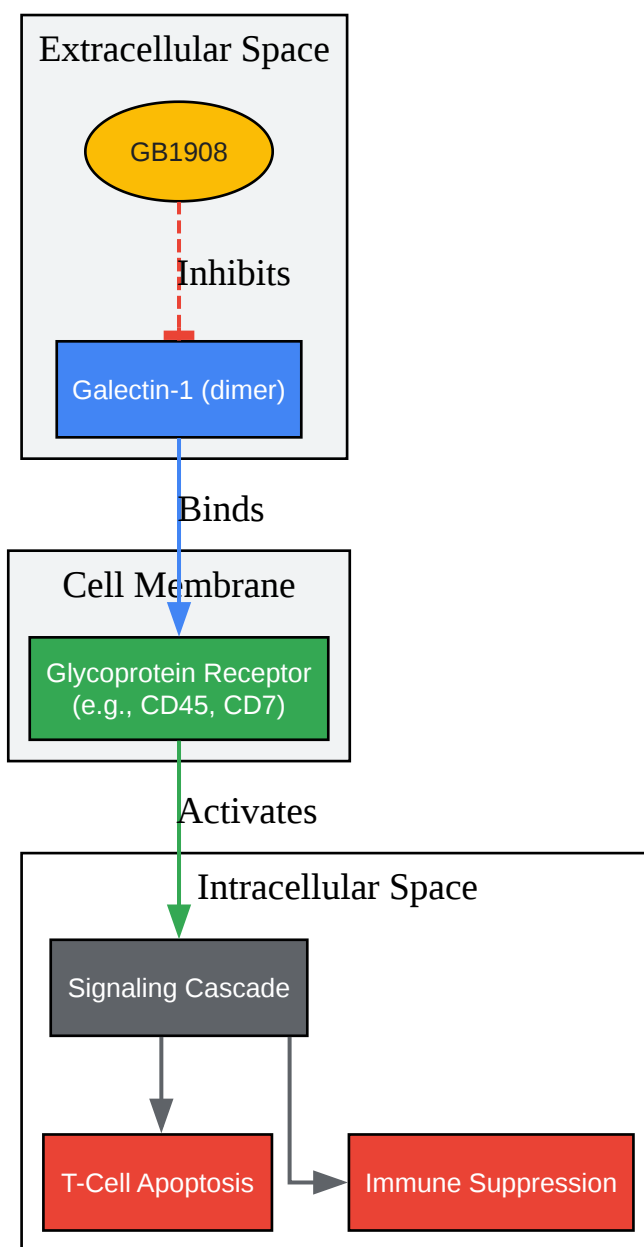 Extracellular Space
GB1908
Inhibits
Galectin-1 (dimer)
Binds
Cell Membrane
Glycoprotein Receptor
(e.g., CD45, CD7)
Activates
Intracellular Space
Signaling Cascade
T-Cell Apoptosis
Immune Suppression